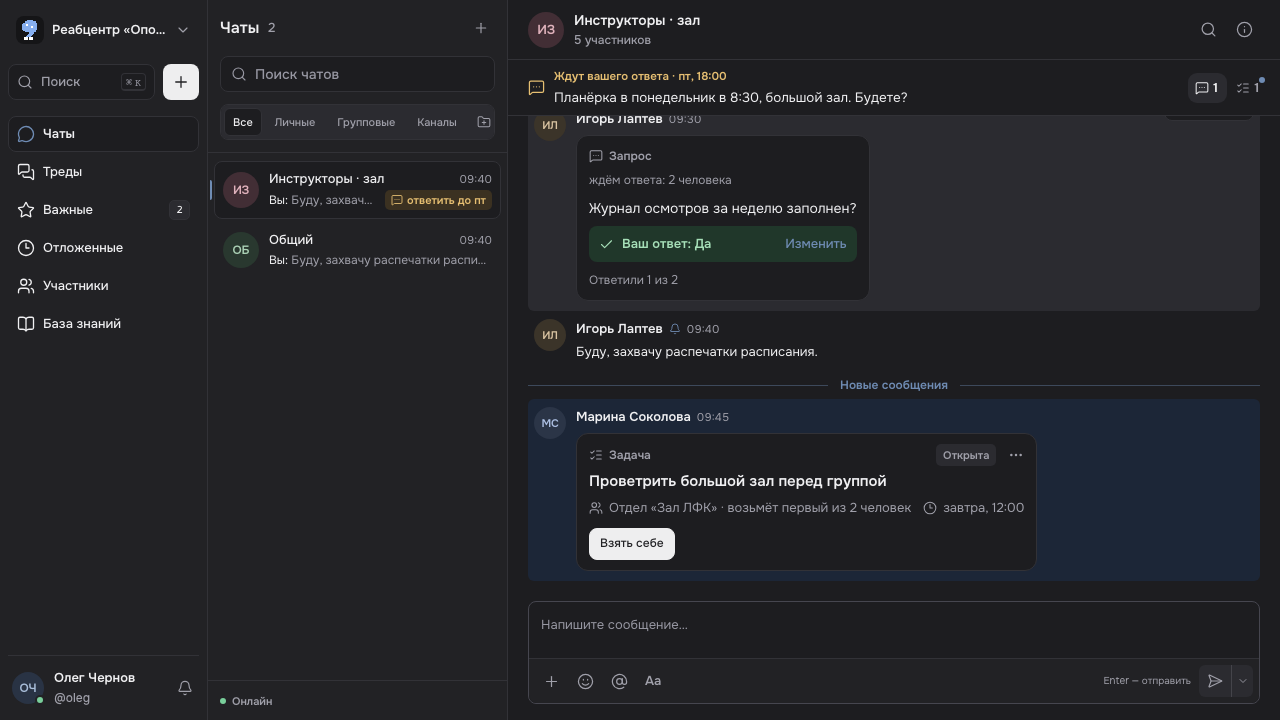 Реабцентр «Опо...
Поиск
⌘ K
Чаты
Треды
Важные
2
Отложенные
Участники
База знаний
ОЧ
Олег Чернов
@oleg
Чаты 2
Поиск чатов
Все
Личные
Групповые
Каналы
ИЗ
Инструкторы · зал
09:40
Вы: Буду, захвач...
ответить до пт
ОБ
Общий
09:40
Вы: Буду, захвачу распечатки распи...
Онлайн
ИЗ
Инструкторы · зал
5 участников
Ждут вашего ответа · пт, 18:00
Планёрка в понедельник в 8:30, большой зал. Будете?
1
1
ИЛ
Игорь Лаптев 09:30
Запрос
ждём ответа: 2 человека
Журнал осмотров за неделю заполнен?
Ваш ответ: Да
Изменить
Ответили 1 из 2
ИЛ
Игорь Лаптев 09:40
Буду, захвачу распечатки расписания.
Новые сообщения
МС
Марина Соколова 09:45
Задача
Открыта
Проветрить большой зал перед группой
Отдел «Зал ЛФК» · возьмёт первый из 2 человек
завтра, 12:00
Взять себе
Напишите сообщение...
Aa
Enter — отправить